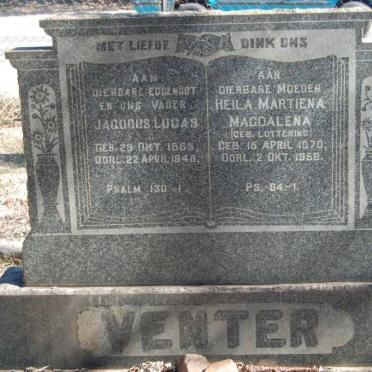 MET LIEFDE DINK ONS
AAN
DIERBARE EGGENOOT
EN ONS VADER
JACOBUS LUCAS
GEB. 29 OKT. 1865
OORL. 22 APRIL 1946.
PSALM. 130-1.
AAN
DIERBARE MOEDER
HEILA MARTIENA
MAGDALENA
(GEB. LOTTERING)
GEB. 15 APRIL 1870,
OORL. 2 OKT. 1959.
PS. 84-1.
VENTER